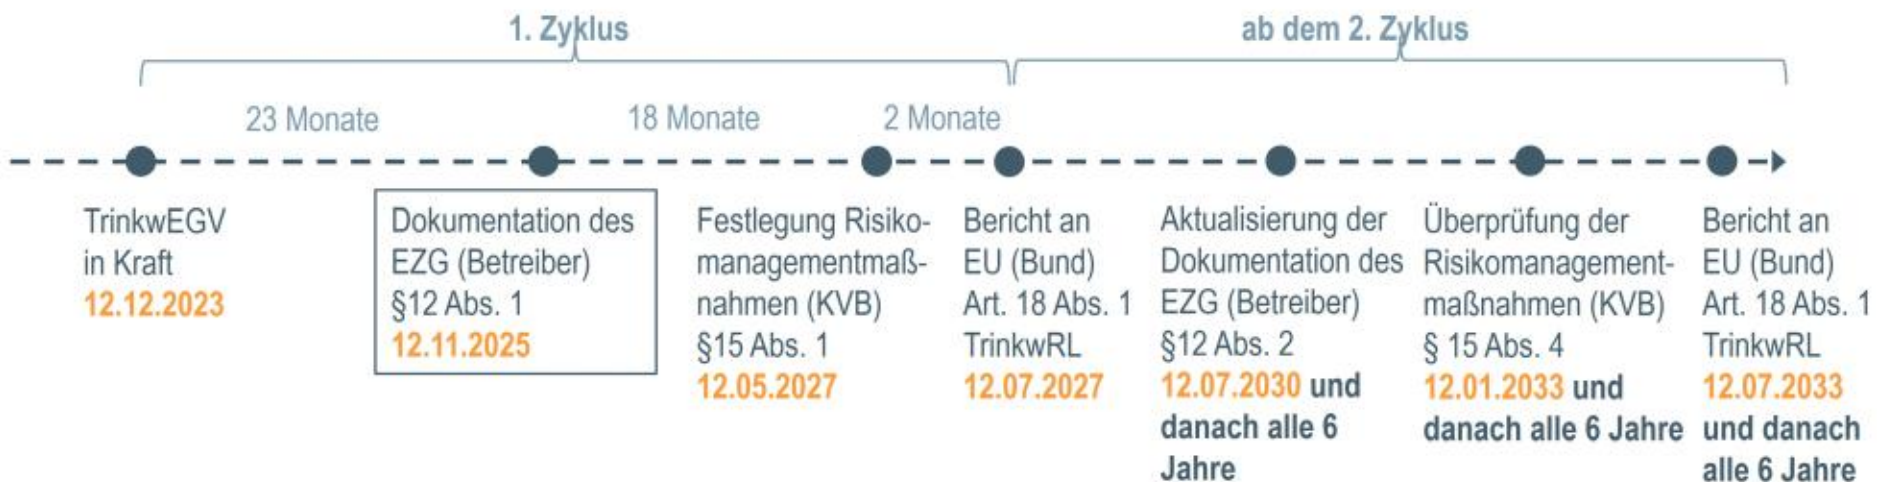 1. Zyklus
ab dem 2. Zyklus
23 Monate
18 Monate
2 Monate
TrinkwEGV
in Kraft
12.12.2023
Dokumentation des
EZG (Betreiber)
§12 Abs. 1
12.11.2025
Festlegung Risiko-
managementmaß-
nahmen (KVB)
§15 Abs. 1
12.05.2027
Bericht an
EU (Bund)
Art. 18 Abs. 1
TrinkwRL
12.07.2027
Aktualisierung der
Dokumentation des
EZG (Betreiber)
§12 Abs. 2
12.07.2030 und
danach alle 6
Jahre
Überprüfung der
Risikomanagement-
maßnahmen (KVB)
§ 15 Abs. 4
12.01.2033 und
danach alle 6 Jahre
Bericht an
EU (Bund)
Art. 18 Abs. 1
TrinkwRL
12.07.2033
und danach
alle 6 Jahre